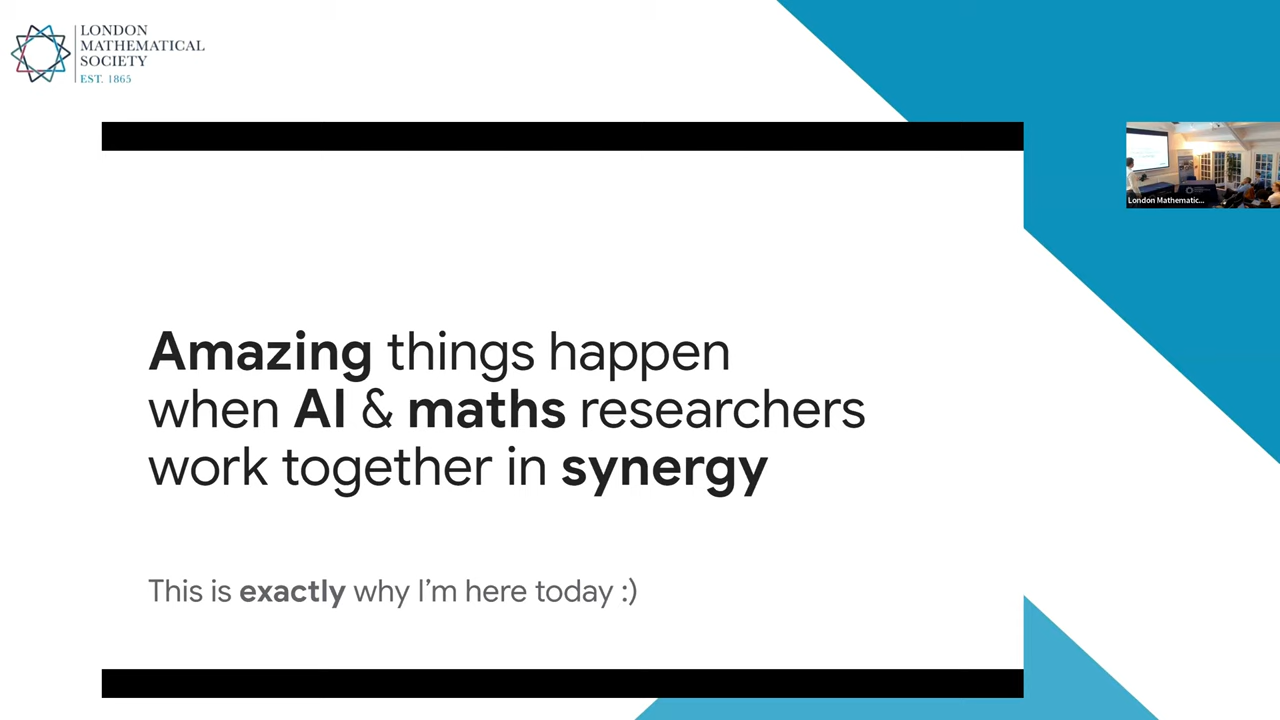 LONDON
MATHEMATICAL
SOCIETY
EST. 1865
London Mathematic...
Amazing things happen
when AI & maths researchers
work together in synergy
This is exactly why I'm here today :)